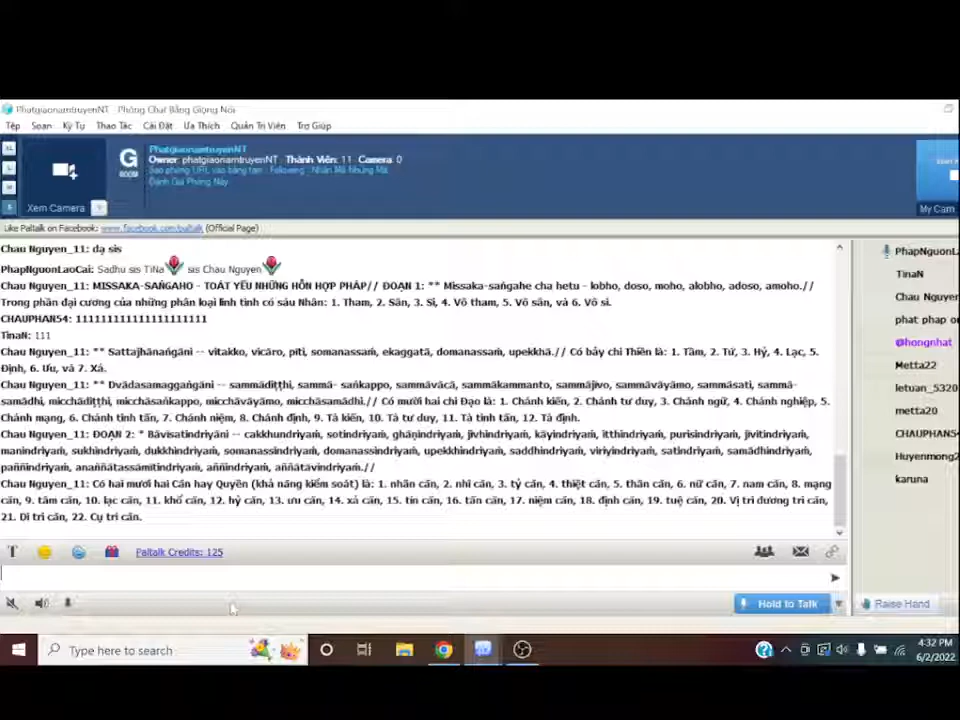 PhatgiaonamtruyenNT - Phòng Chat Bằng Giọng Nói
Tệp Soạn Ký Tự Thao Tác Cài Đặt Ưa Thích Quản Trị Viên Trợ Giúp
PhatgiaonamtruyenNT
Owner: phatgiaonamtruyenNT · Thành Viên: 11 · Camera: 0
G ROOM
Đánh Giá Phòng Này
Xem Camera
My Cam
Like Paltalk on Facebook: www.facebook.com/paltalk (Official Page)
Chau Nguyen_11: dạ sis
PhapNguonLaoCai: Sadhu sis TiNa sis Chau Nguyen
Chau Nguyen_11: MISSAKA-SAṄGAHO - TOÁT YẾU NHỮNG HỖN HỢP PHÁP// ĐOẠN 1: ** Missaka-saṅgahe cha hetu - lobho, doso, moho, alobho, adoso, amoho.//
Trong phần đại cương của những phân loại linh tinh có sáu Nhân: 1. Tham, 2. Sân, 3. Si, 4. Vô tham, 5. Vô sân, và 6. Vô si.
CHAUPHAN54: 11111111111111111111
TinaN: 111
Chau Nguyen_11: ** Sattajhānaṅgāni -- vitakko, vicāro, pīti, somanassaṁ, ekaggatā, domanassaṁ, upekkhā.// Có bảy chi Thiền là: 1. Tầm, 2. Tứ, 3. Hỷ, 4. Lạc, 5.
Định, 6. Ưu, và 7. Xả.
Chau Nguyen_11: ** Dvādasamaggaṅgāni -- sammādiṭṭhi, sammā- saṅkappo, sammāvācā, sammākammanto, sammājīvo, sammāvāyāmo, sammāsati, sammā-
samādhi, micchādiṭṭhi, micchāsaṅkappo, micchāvāyāmo, micchāsamādhi.// Có mười hai chi Đạo là: 1. Chánh kiến, 2. Chánh tư duy, 3. Chánh ngữ, 4. Chánh nghiệp, 5.
Chánh mạng, 6. Chánh tinh tấn, 7. Chánh niệm, 8. Chánh định, 9. Tà kiến, 10. Tà tư duy, 11. Tà tinh tấn, 12. Tà định.
Chau Nguyen_11: ĐOẠN 2: * Bāvisatindriyāni -- cakkhundriyaṁ, sotindriyaṁ, ghāṇindriyaṁ, jivhindriyaṁ, kāyindriyaṁ, itthindriyaṁ, purisindriyaṁ, jīvitindriyaṁ,
manindriyaṁ, sukhindriyaṁ, dukkhindriyaṁ, somanassindriyaṁ, domanassindriyaṁ, upekkhindriyaṁ, saddhindriyaṁ, viriyindriyaṁ, satindriyaṁ, samādhindriyaṁ,
paññindriyaṁ, anaññātassāmītindriyaṁ, aññindriyaṁ, aññātāvindriyaṁ.//
Chau Nguyen_11: Có hai mươi hai Căn hay Quyền (khả năng kiểm soát) là: 1. nhãn căn, 2. nhĩ căn, 3. tỷ căn, 4. thiệt căn, 5. thân căn, 6. nữ căn, 7. nam căn, 8. mạng
căn, 9. tâm căn, 10. lạc căn, 11. khổ căn, 12. hỷ căn, 13. ưu căn, 14. xả căn, 15. tín căn, 16. tấn căn, 17. niệm căn, 18. định căn, 19. tuệ căn, 20. Vị tri đương tri căn,
21. Dĩ tri căn, 22. Cụ tri căn.
PhapNguonL
TinaN
Chau Nguyen
phat phap
@hongnhat
Metta22
letuan_5320
metta20
CHAUPHAN54
Huyenmong2
karuna
Paltalk Credits: 125
Hold to Talk
Raise Hand
Type here to search
4:32 PM
6/2/2022